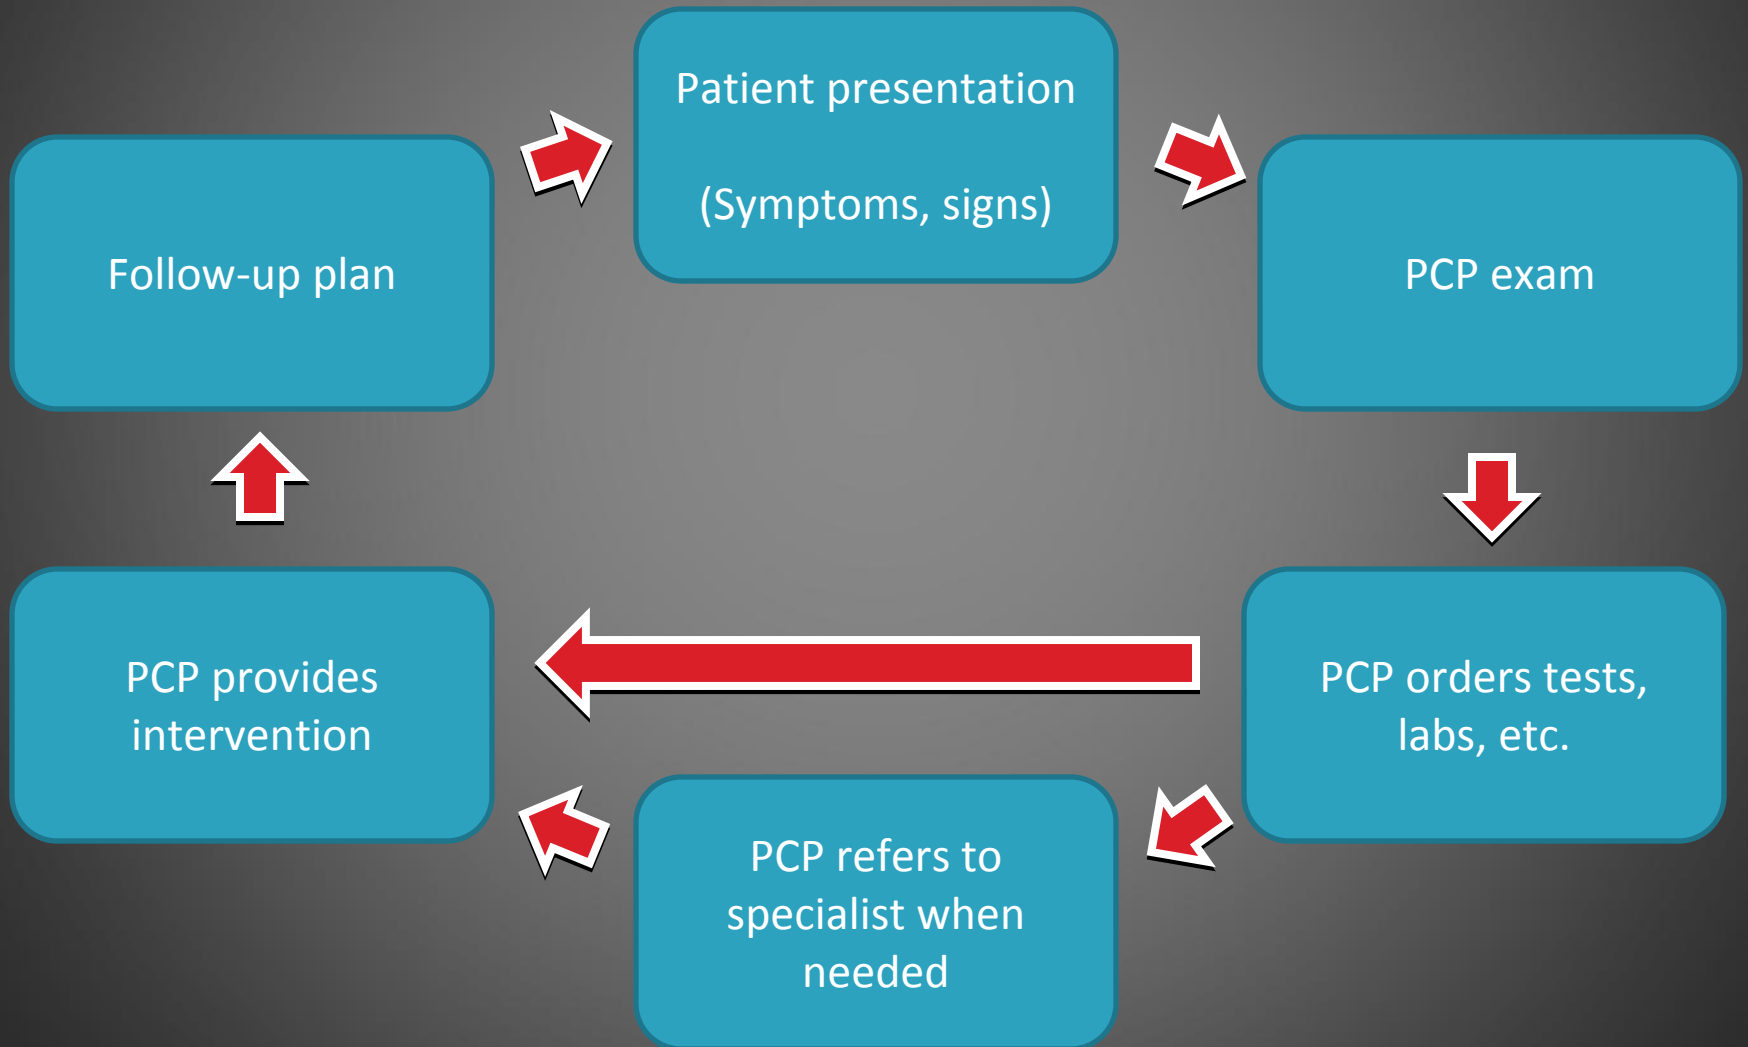 Patient presentation
(Symptoms, signs)
Follow-up plan
PCP exam
PCP provides
intervention
PCP orders tests,
labs, etc.
PCP refers to
specialist when
needed